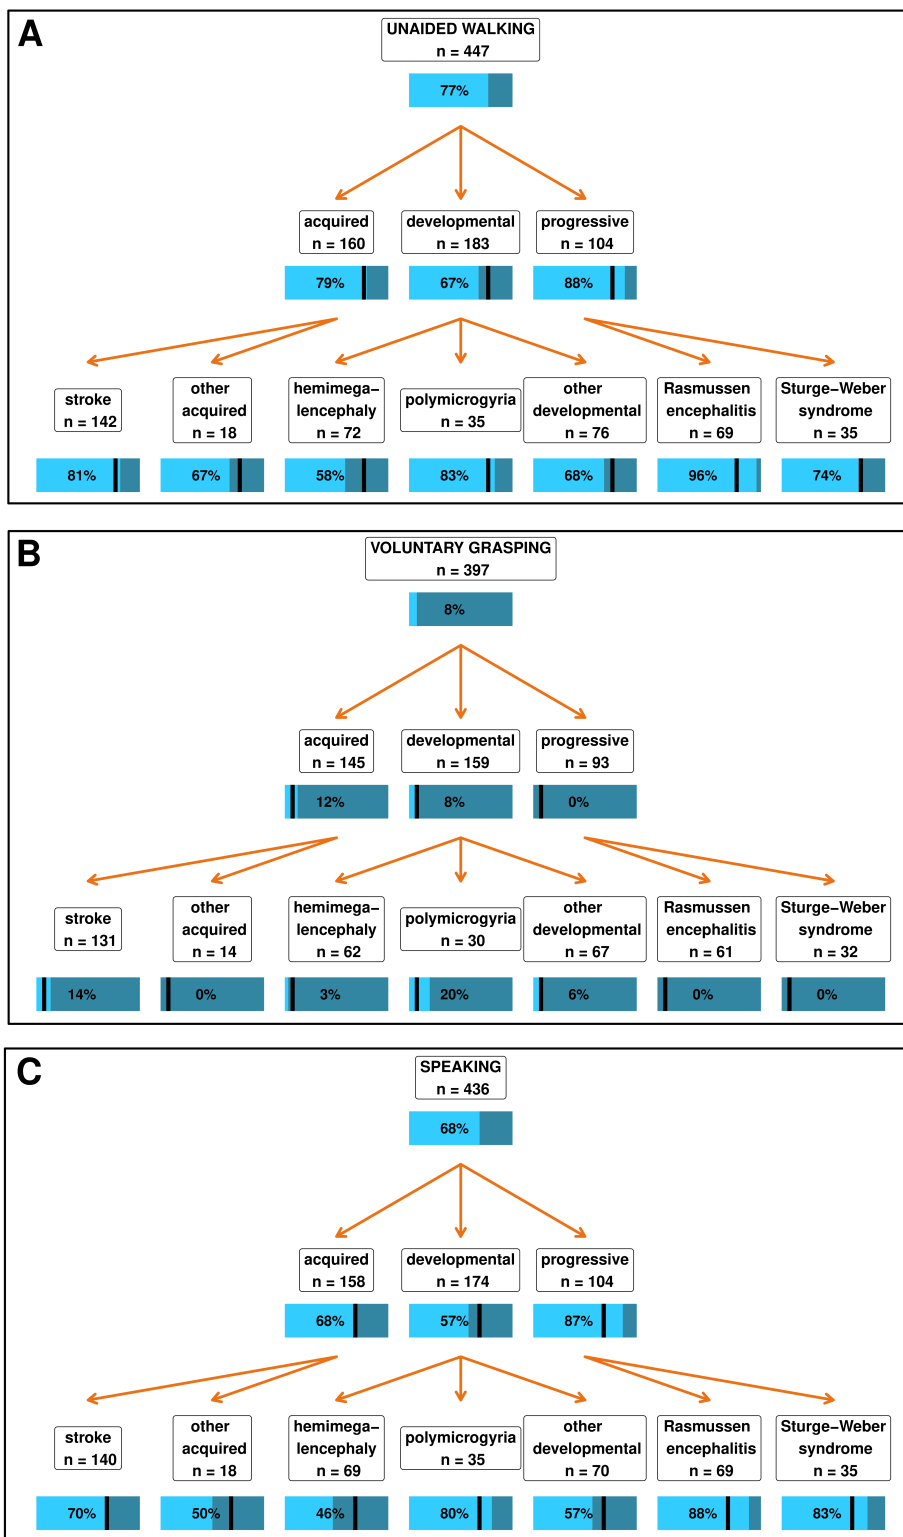 A
UNAIDED WALKING
n = 447
77%
acquired
n = 160
developmental
n = 183
progressive
n = 104
79%
67%
88%
stroke
n = 142
other
acquired
n = 18
hemimega−
lencephaly
n = 72
polymicrogyria
n = 35
other
developmental
n = 76
Rasmussen
encephalitis
n = 69
Sturge−Weber
syndrome
n = 35
81%
67%
58%
83%
68%
96%
74%
B
VOLUNTARY GRASPING
n = 397
8%
acquired
n = 145
developmental
n = 159
progressive
n = 93
12%
8%
0%
stroke
n = 131
other
acquired
n = 14
hemimega−
lencephaly
n = 62
polymicrogyria
n = 30
other
developmental
n = 67
Rasmussen
encephalitis
n = 61
Sturge−Weber
syndrome
n = 32
14%
0%
3%
20%
6%
0%
0%
C
SPEAKING
n = 436
68%
acquired
n = 158
developmental
n = 174
progressive
n = 104
68%
57%
87%
stroke
n = 140
other
acquired
n = 18
hemimega−
lencephaly
n = 69
polymicrogyria
n = 35
other
developmental
n = 70
Rasmussen
encephalitis
n = 69
Sturge−Weber
syndrome
n = 35
70%
50%
46%
80%
57%
88%
83%